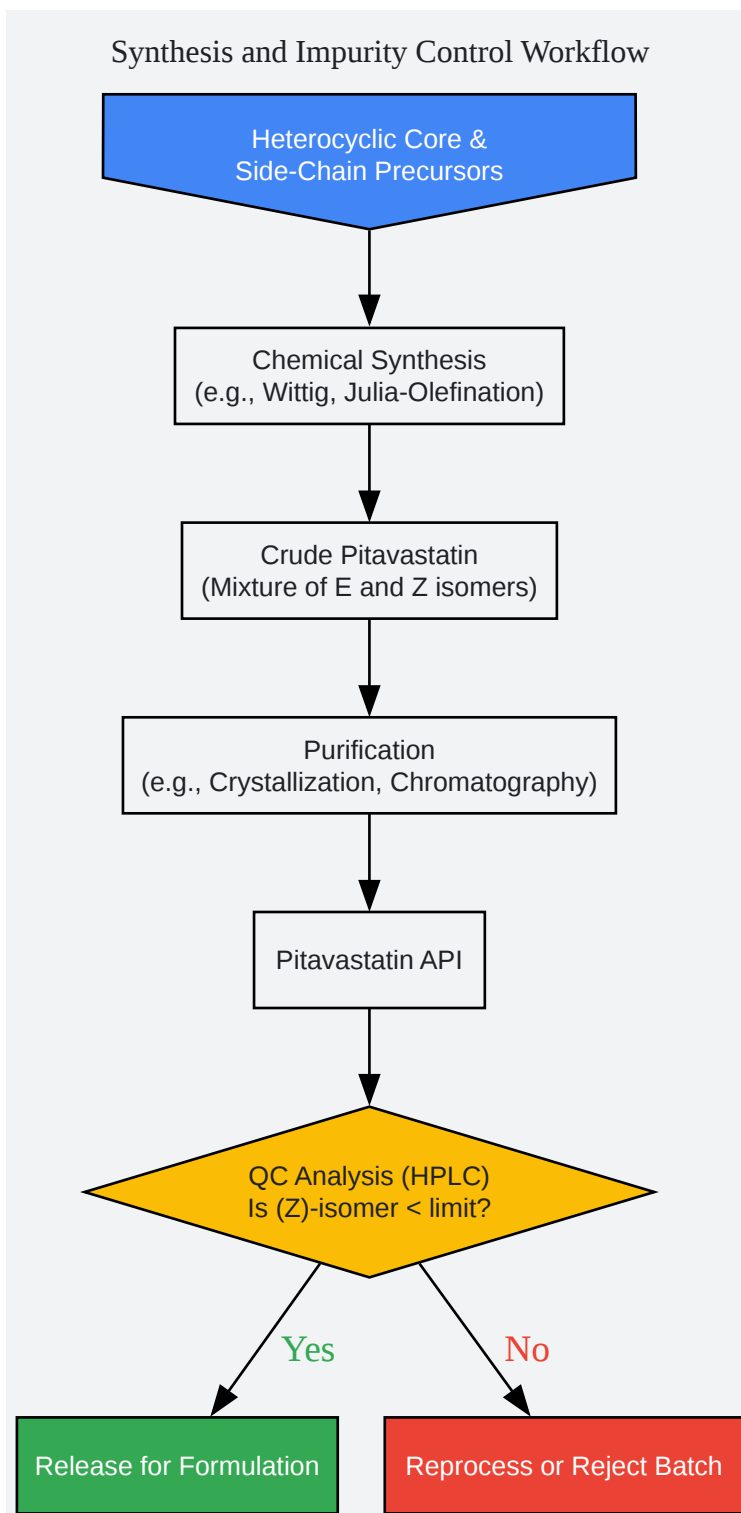 Synthesis and Impurity Control Workflow
Heterocyclic Core &
Side-Chain Precursors
Chemical Synthesis
(e.g., Wittig, Julia-Olefination)
Crude Pitavastatin
(Mixture of E and Z isomers)
Purification
(e.g., Crystallization, Chromatography)
Pitavastatin API
QC Analysis (HPLC)
Is (Z)-isomer < limit?
Yes
No
Release for Formulation
Reprocess or Reject Batch